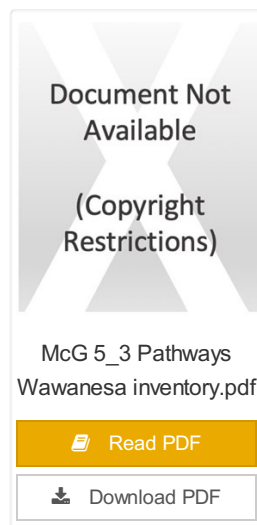 Document Not
Available
(Copyright
Restrictions)
McG 5_3 Pathways
Wawanesa inventory.pdf
Read PDF
Download PDF